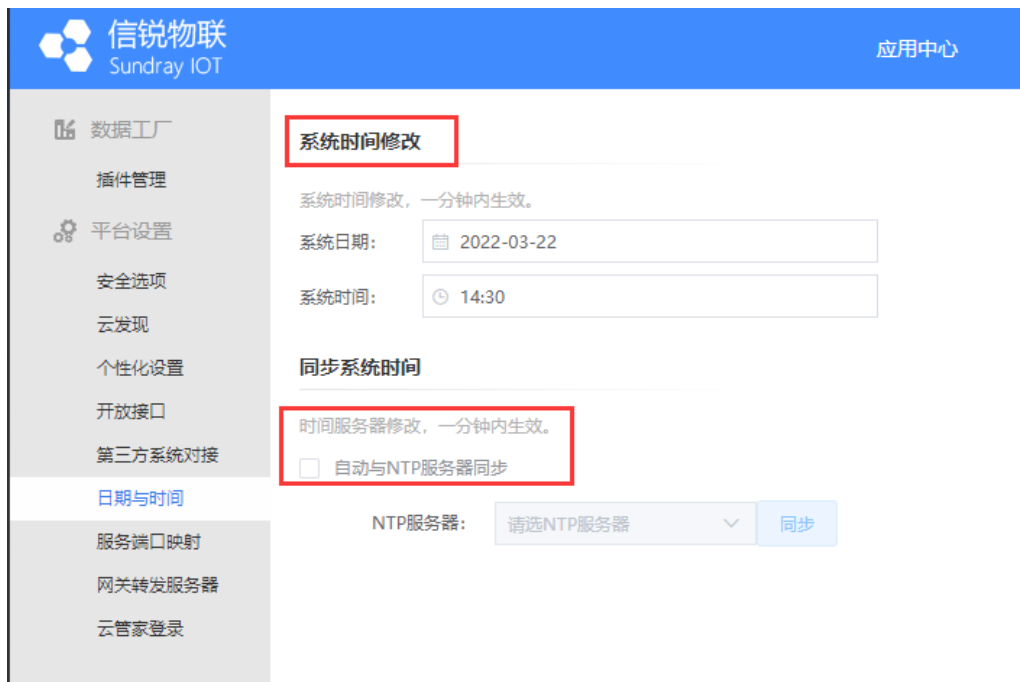 信锐物联
Sundray IOT
应用中心
数据工厂
插件管理
平台设置
安全选项
云发现
个性化设置
开放接口
第三方系统对接
日期与时间
服务端口映射
网关转发服务器
云管家登录
系统时间修改
系统时间修改，一分钟内生效。
系统日期： 2022-03-22
系统时间： 14:30
同步系统时间
时间服务器修改，一分钟内生效。
自动与NTP服务器同步
NTP服务器： 请选NTP服务器 同步